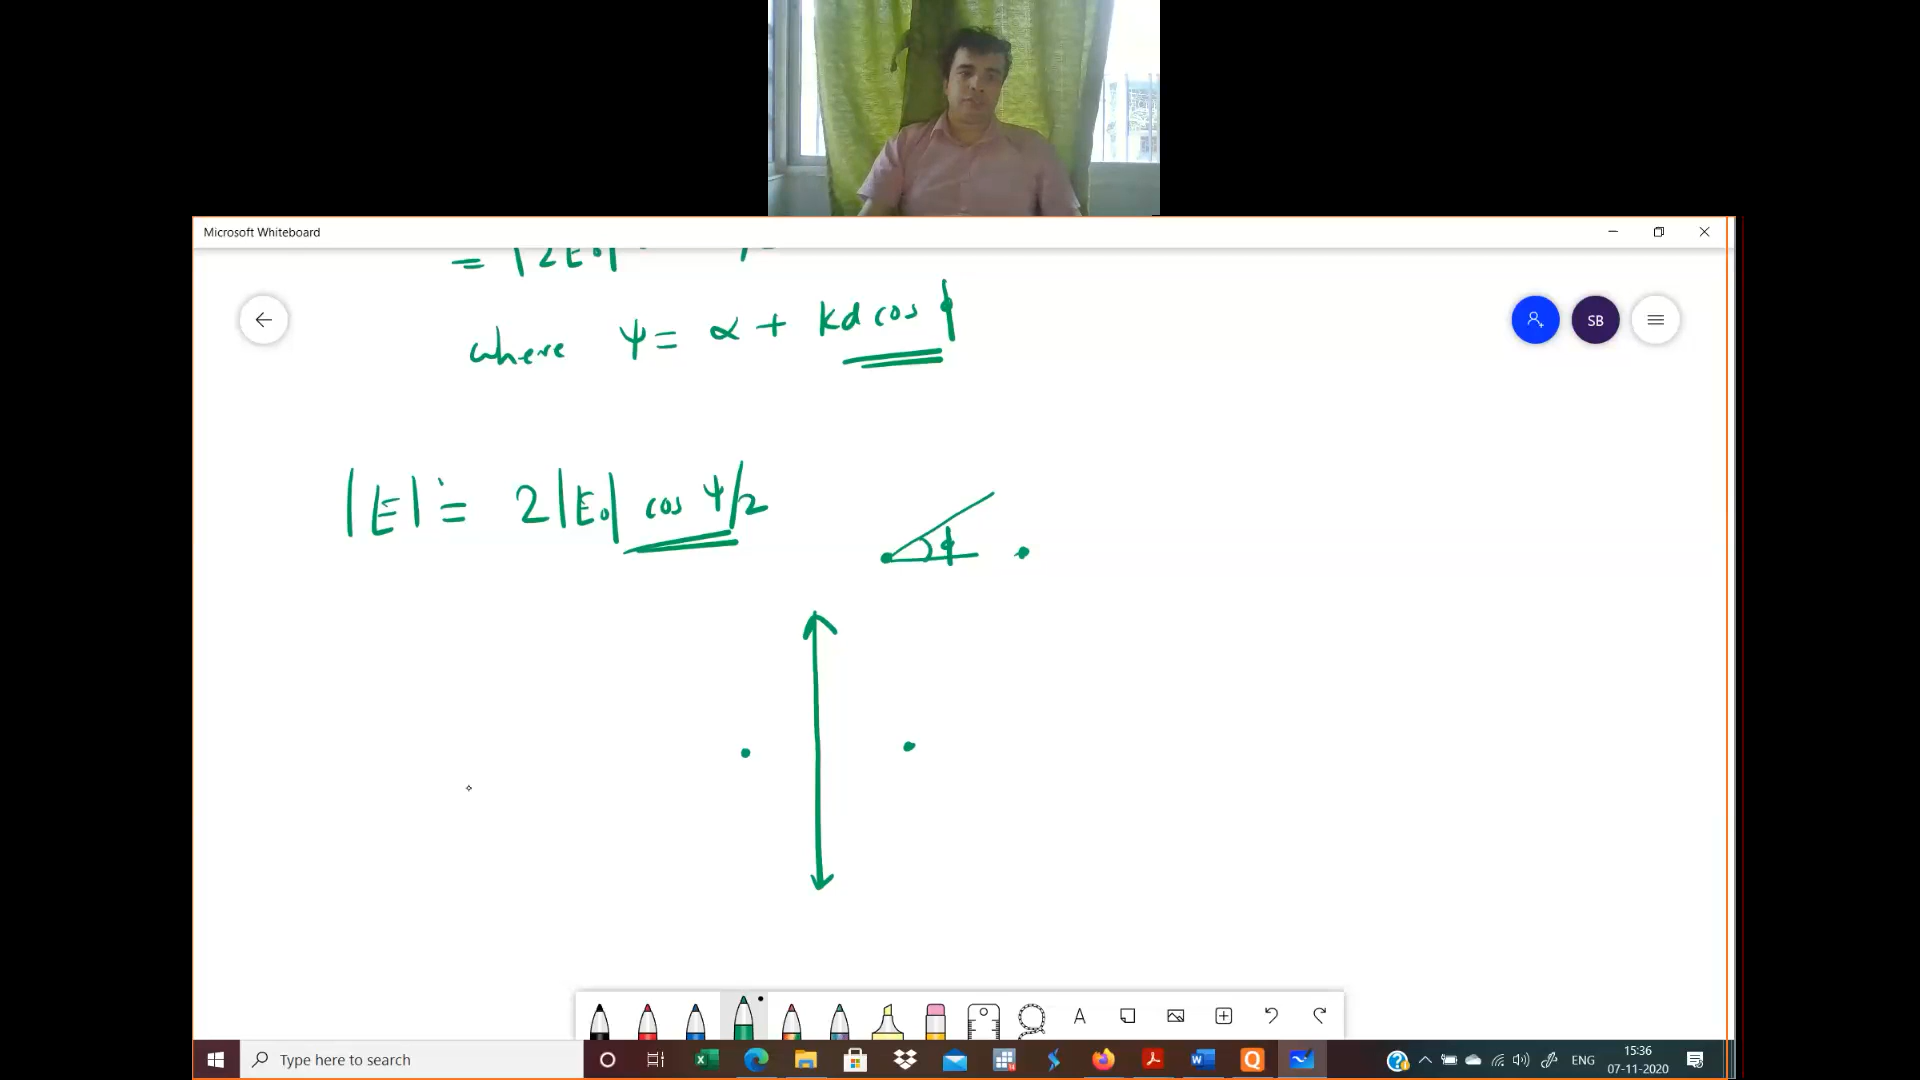 Microsoft Whiteboard
= |2E₀|
where ψ = α + kd cos ϕ
SB
|E| = 2|E₀| cos ψ/2
ϕ
A
Type here to search
ENG
15:36
07-11-2020